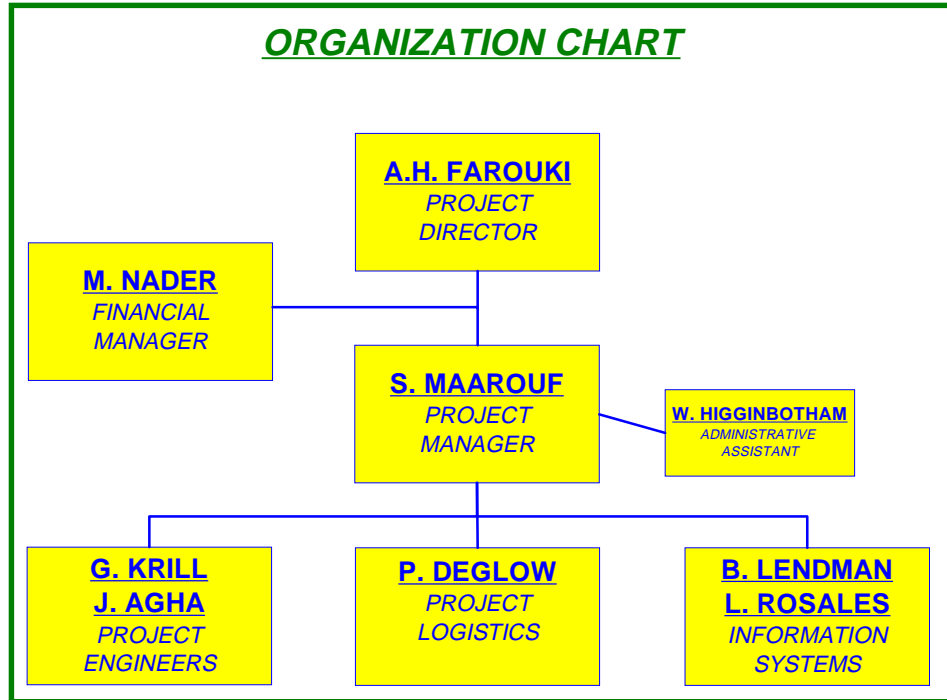 ORGANIZATION CHART
A.H. FAROUKI
PROJECT
DIRECTOR
M. NADER
FINANCIAL
MANAGER
S. MAAROUF
PROJECT
MANAGER
W. HIGGINBOTHAM
ADMINISTRATIVE
ASSISTANT
G. KRILL
J. AGHA
PROJECT
ENGINEERS
P. DEGLOW
PROJECT
LOGISTICS
B. LENDMAN
L. ROSALES
INFORMATION
SYSTEMS